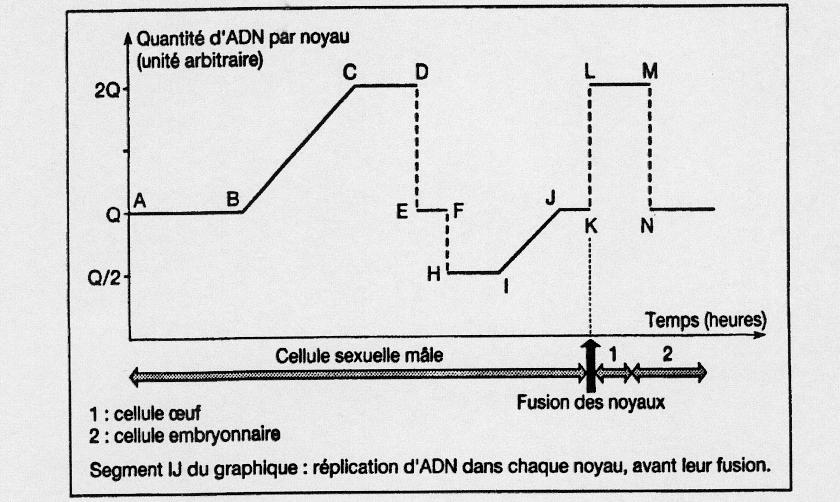 Quantité d'ADN par noyau
(unité arbitraire)
C D L M
2Q
A B J
Q E F K N
Q/2 H I
Temps (heures)
Cellule sexuelle mâle 1 2
Fusion des noyaux
1 : cellule œuf
2 : cellule embryonnaire
Segment IJ du graphique : réplication d'ADN dans chaque noyau, avant leur fusion.